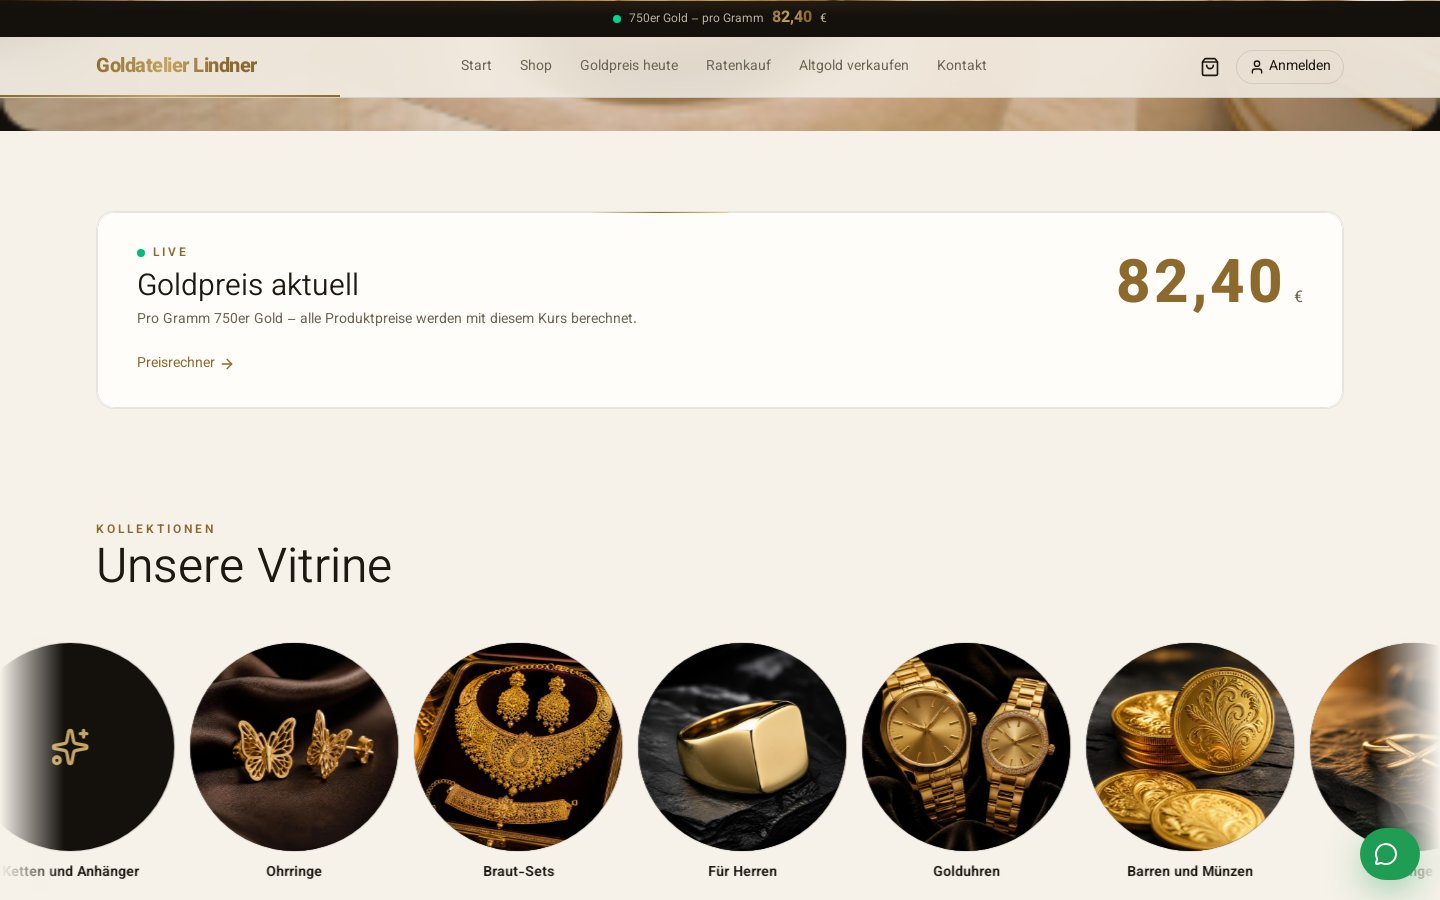 750er Gold – pro Gramm 82,40 €
Goldatelier Lindner
Start
Shop
Goldpreis heute
Ratenkauf
Altgold verkaufen
Kontakt
Anmelden
LIVE
Goldpreis aktuell
82,40 €
Pro Gramm 750er Gold – alle Produktpreise werden mit diesem Kurs berechnet.
Preisrechner
KOLLEKTIONEN
Unsere Vitrine
Ketten und Anhänger
Ohrringe
Braut-Sets
Für Herren
Golduhren
Barren und Münzen